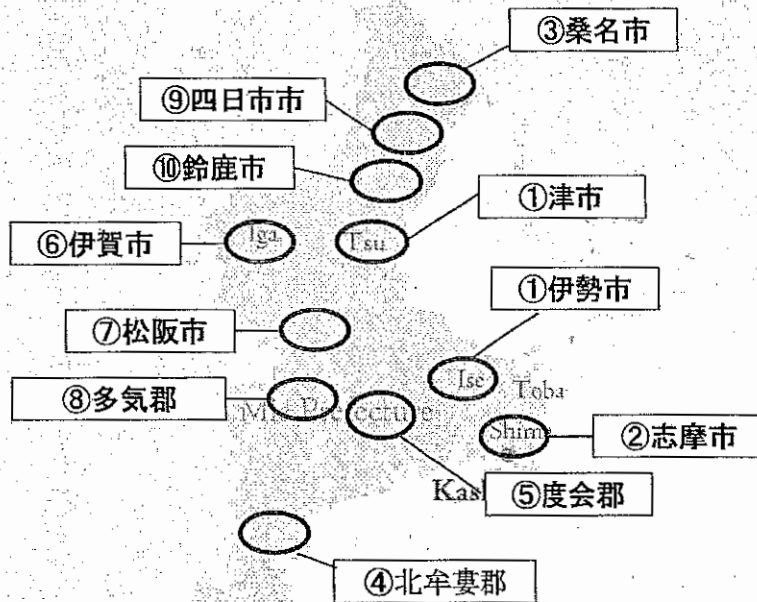 ③桑名市
⑨四日市市
⑩鈴鹿市
①津市
⑥伊賀市
Iga
Tsu
①伊勢市
⑦松阪市
Ise
Toba
⑧多気郡
Shima
②志摩市
⑤度会郡
④北牟婁郡